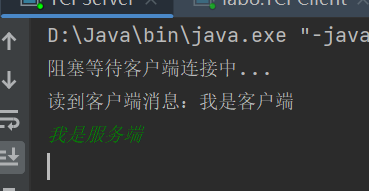 TCPServer lab6.TCPClient
D:\Java\bin\java.exe "-java
阻塞等待客户端连接中...
读到客户端消息：我是客户端
我是服务端